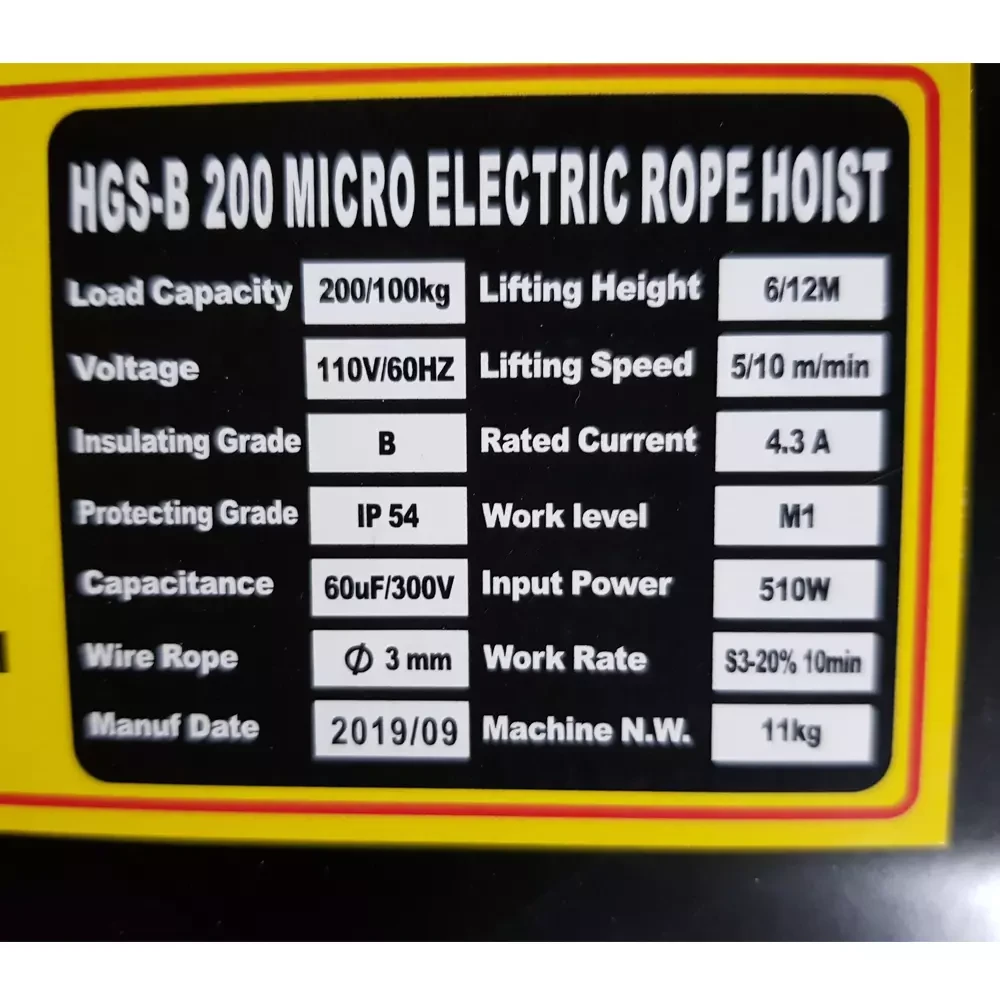 HGS-B 200 MICRO ELECTRIC ROPE HOIST
Load Capacity 200/100kg Lifting Height 6/12M
Voltage 110V/60HZ Lifting Speed 5/10 m/min
Insulating Grade B Rated Current 4.3 A
Protecting Grade IP 54 Work level M1
Capacitance 60uF/300V Input Power 510W
Wire Rope Ø 3 mm Work Rate S3-20% 10min
Manuf Date 2019/09 Machine N.W. 11kg